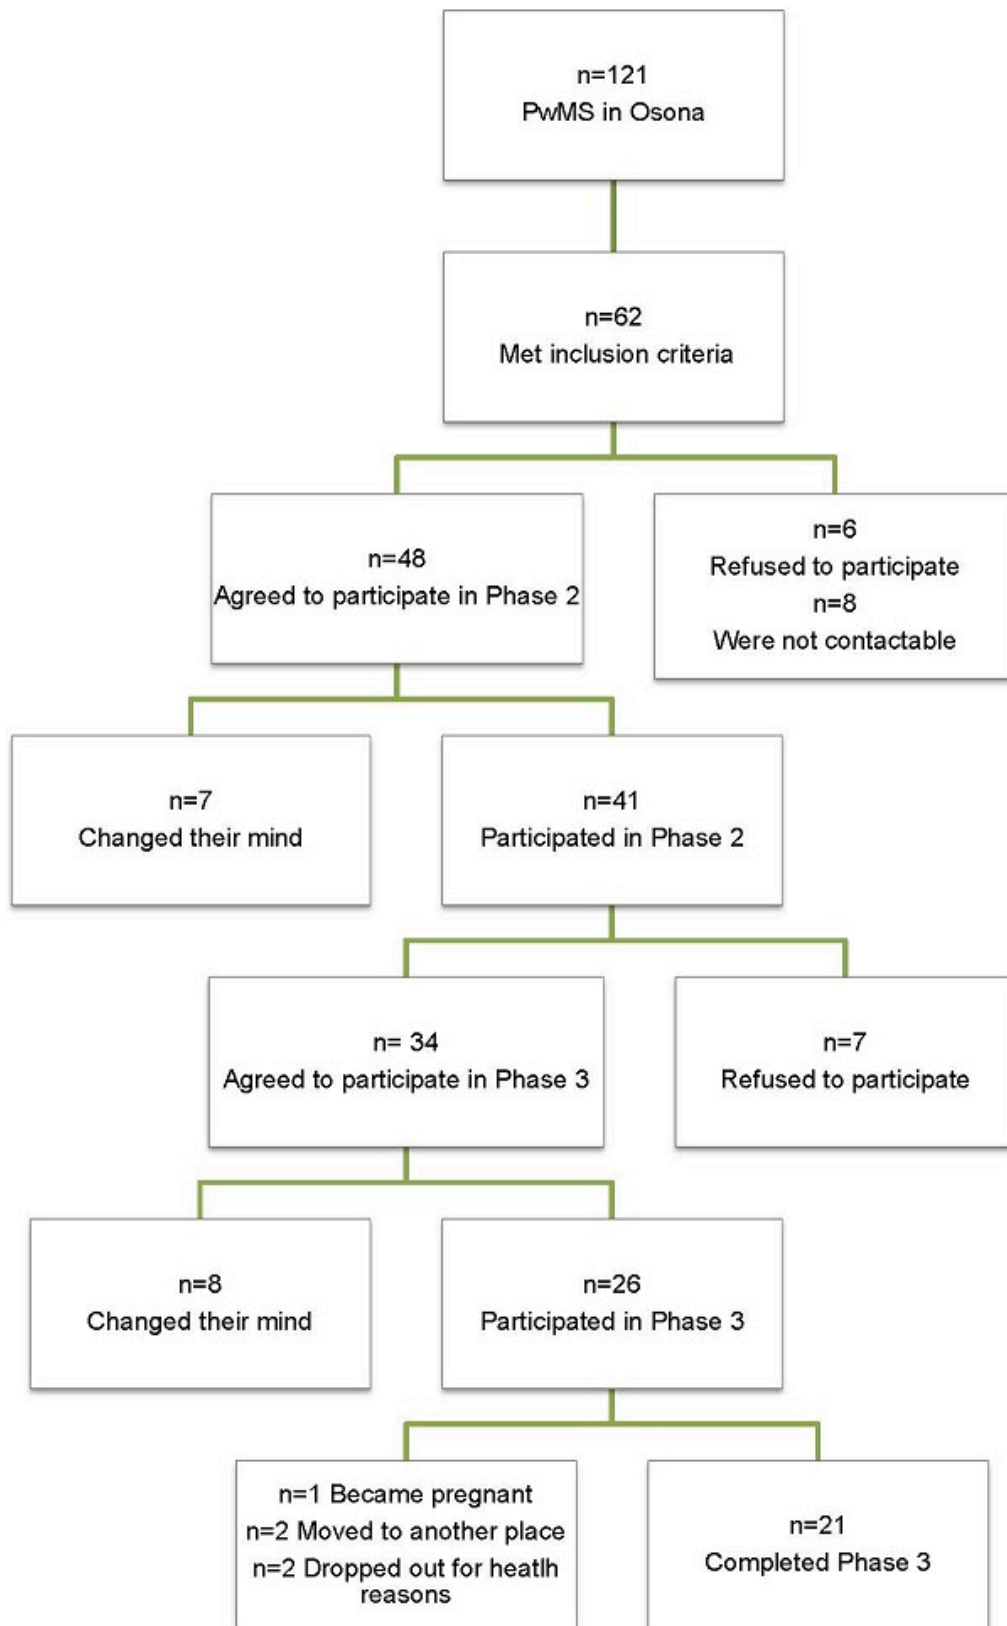 n=121
PwMS in Osona
n=62
Met inclusion criteria
n=48
Agreed to participate in Phase 2
n=6
Refused to participate
n=8
Were not contactable
n=7
Changed their mind
n=41
Participated in Phase 2
n= 34
Agreed to participate in Phase 3
n=7
Refused to participate
n=8
Changed their mind
n=26
Participated in Phase 3
n=1 Became pregnant
n=2 Moved to another place
n=2 Dropped out for heatlh
reasons
n=21
Completed Phase 3